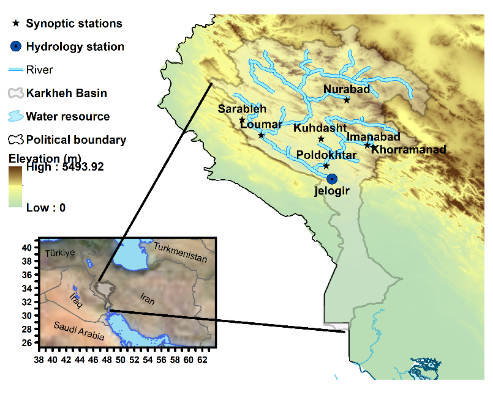 Synoptic stations
Hydrology station
River
Karkheh Basin
Water resource
Political boundary
Elevation (m)
High : 5493.92
Low : 0
Nurabad
Sarableh
Loumar
Kuhdasht
Imanabad
Khorramanad
Poldokhtar
jelogir
40
38
36
34
32
30
28
26
Türkiye
Turkmenistan
Iraq
Iran
Saudi Arabia
38 40 42 44 46 48 50 52 54 56 58 60 62